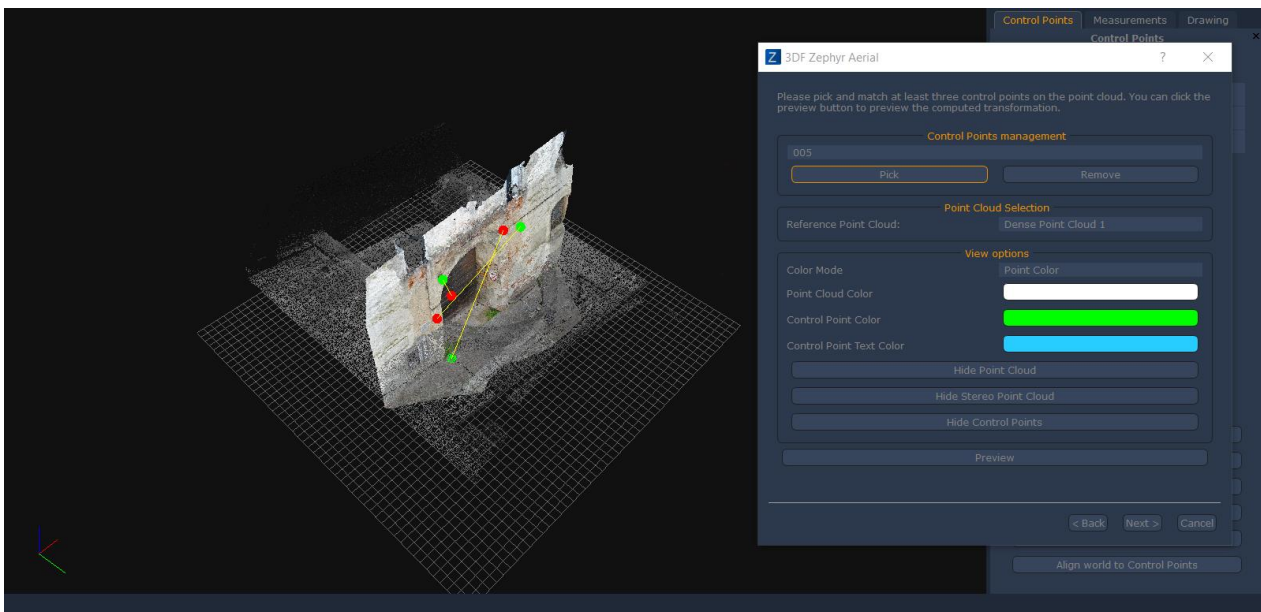 Control Points Measurements Drawing
Control Points
Z 3DF Zephyr Aerial ?
Please pick and match at least three control points on the point cloud. You can click the
preview button to preview the computed transformation.
Control Points management
005
Pick Remove
Point Cloud Selection
Reference Point Cloud: Dense Point Cloud 1
View options
Color Mode Point Color
Point Cloud Color
Control Point Color
Control Point Text Color
Hide Point Cloud
Hide Stereo Point Cloud
Hide Control Points
Preview
< Back Next > Cancel
Align world to Control Points